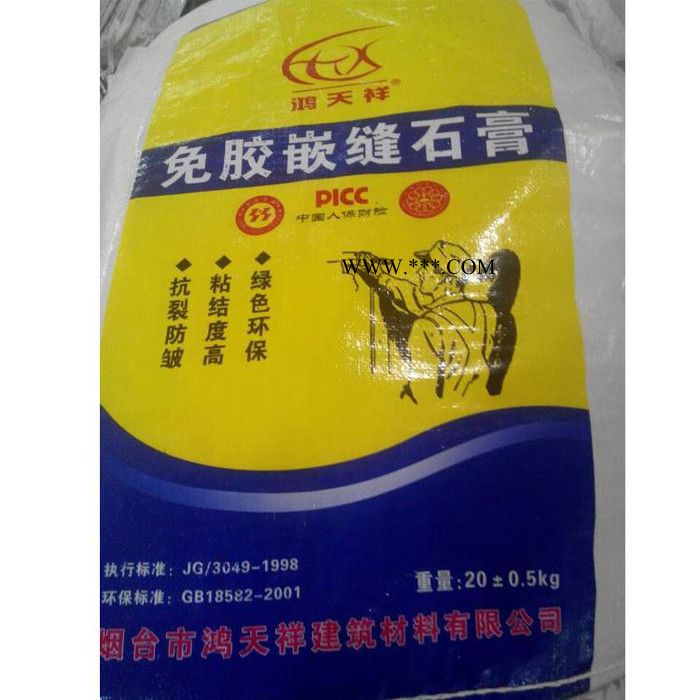 鸿天祥®
免胶嵌缝石膏
PICC
中国人保财险
WWW.***.COM
◆绿色环保
◆粘结度高
◆抗裂防皱
执行标准：JG/3049-1998
环保标准：GB18582-2001
重量:20±0.5kg
烟台市鸿天祥建筑材料有限公司